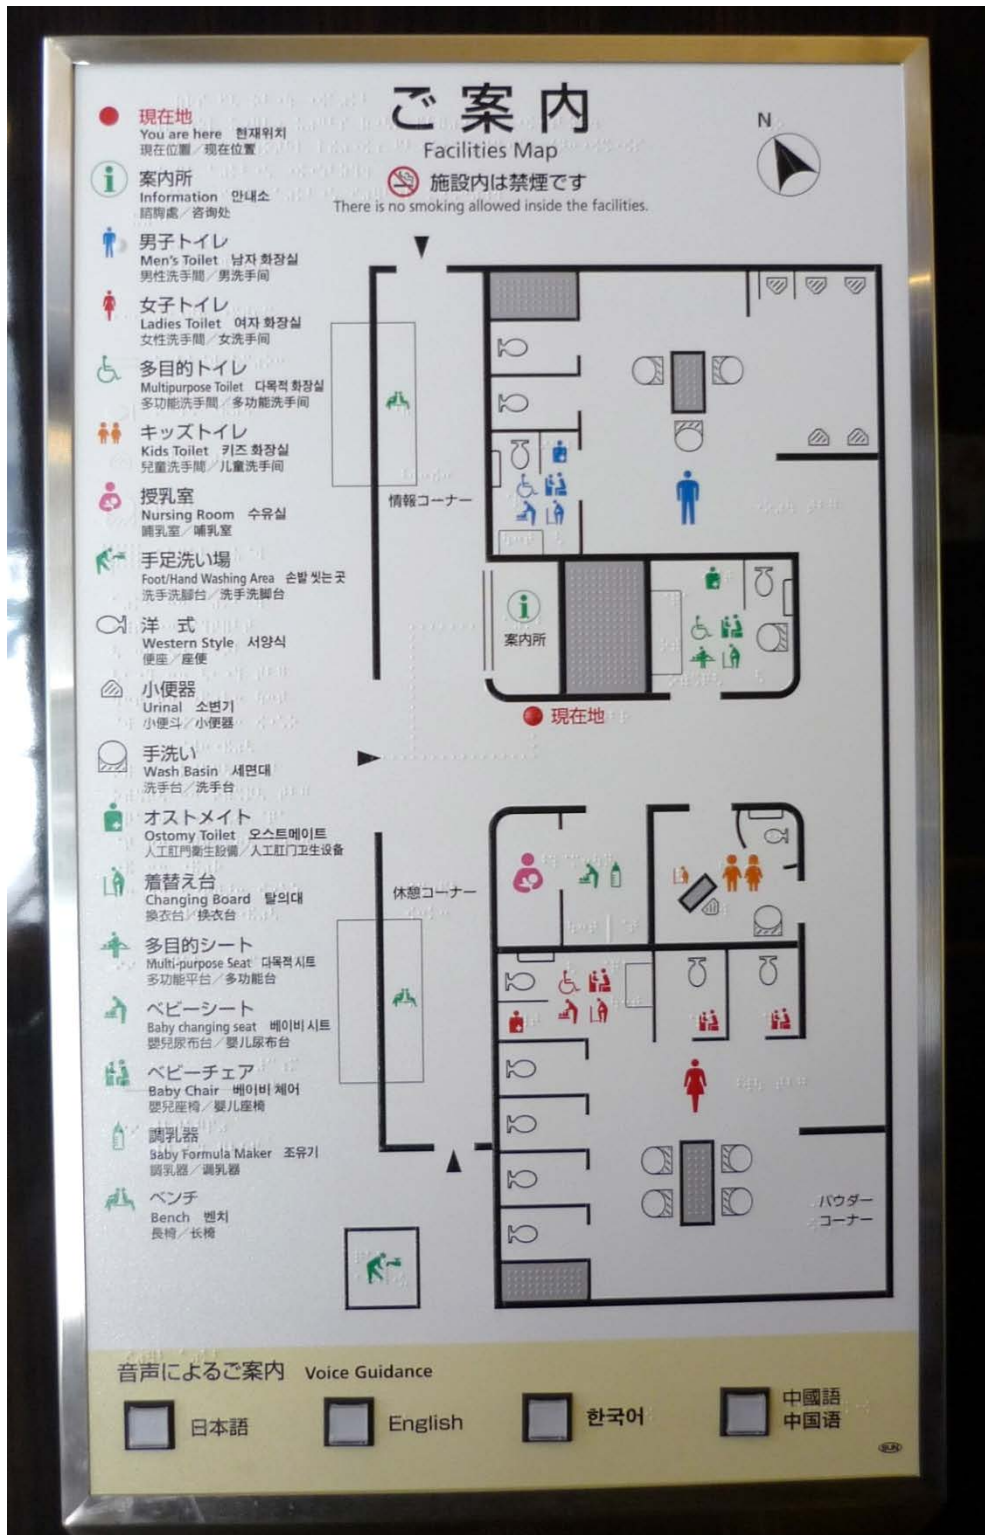 ご案内
Facilities Map
施設内は禁煙です
There is no smoking allowed inside the facilities.
N
現在地
You are here 현재위치
現在位置／现在位置
案内所
Information 안내소
諮詢處／咨询处
男子トイレ
Men's Toilet 남자 화장실
男性洗手間／男洗手间
女子トイレ
Ladies Toilet 여자 화장실
女性洗手間／女洗手间
多目的トイレ
Multipurpose Toilet 다목적 화장실
多功能洗手間／多功能洗手间
キッズトイレ
Kids Toilet 키즈 화장실
兒童洗手間／儿童洗手间
授乳室
Nursing Room 수유실
哺乳室／哺乳室
手足洗い場
Foot/Hand Washing Area 손발 씻는 곳
洗手洗腳台／洗手洗脚台
洋 式
Western Style 서양식
便座／座便
小便器
Urinal 소변기
小便斗／小便器
手洗い
Wash Basin 세면대
洗手台／洗手台
オストメイト
Ostomy Toilet 오스트메이트
人工肛門衛生設備／人工肛门卫生设备
着替え台
Changing Board 탈의대
換衣台／换衣台
多目的シート
Multi-purpose Seat 다목적 시트
多功能平台／多功能台
ベビーシート
Baby changing seat 베이비 시트
嬰兒尿布台／婴儿尿布台
ベビーチェア
Baby Chair 베이비 체어
嬰兒座椅／婴儿座椅
調乳器
Baby Formula Maker 조유기
調乳器／调乳器
ベンチ
Bench 벤치
長椅／长椅
情報コーナー
案内所
現在地
休憩コーナー
パウダー
コーナー
音声によるご案内 Voice Guidance
日本語
English
한국어
中國語
中国语
SUN